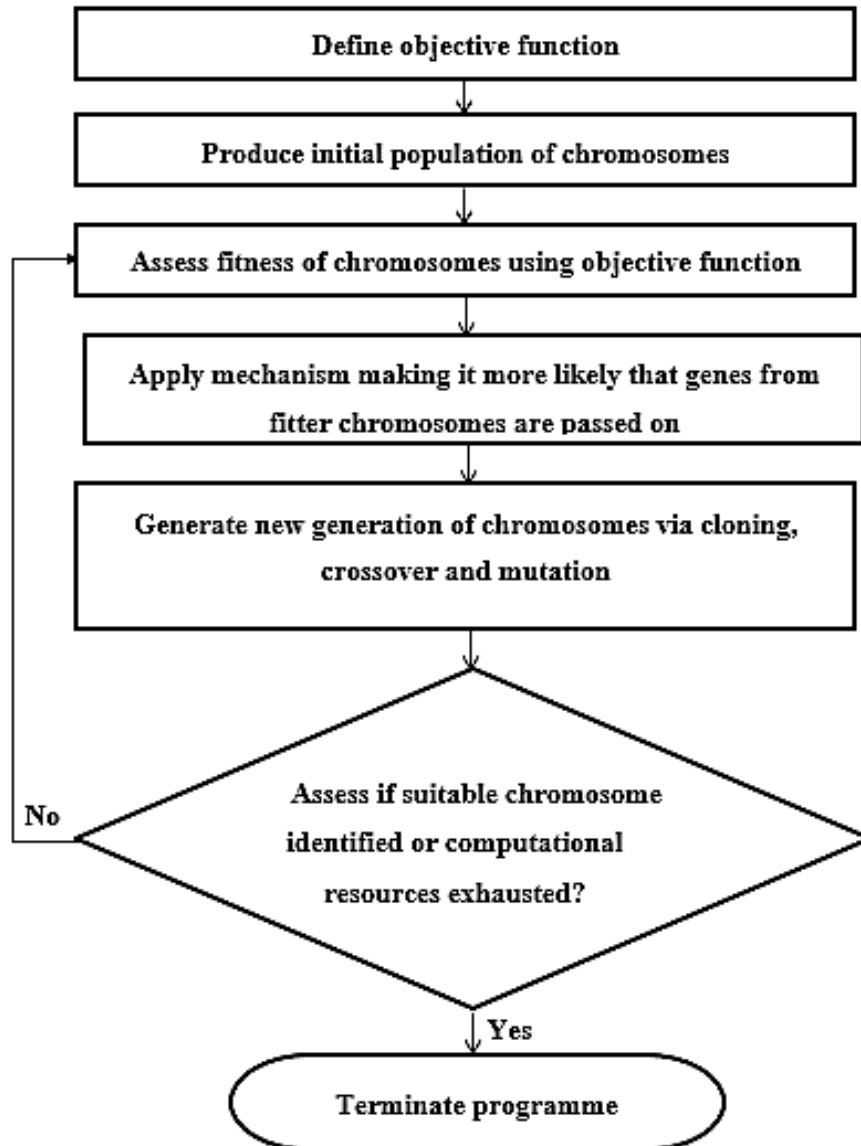 Define objective function
Produce initial population of chromosomes
Assess fitness of chromosomes using objective function
Apply mechanism making it more likely that genes from
fitter chromosomes are passed on
Generate new generation of chromosomes via cloning,
crossover and mutation
Assess if suitable chromosome
identified or computational
resources exhausted?
No
Yes
Terminate programme